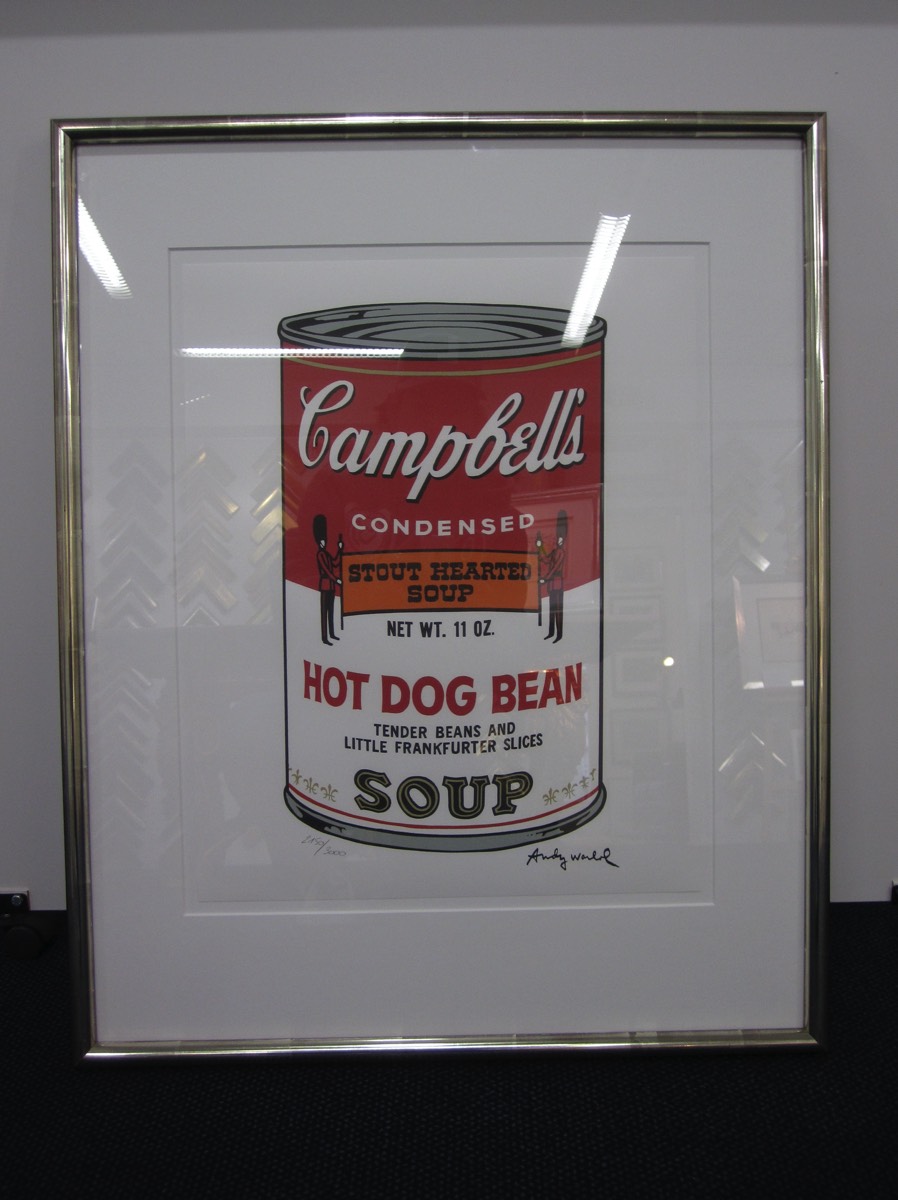 Campbell's
CONDENSED
STOUT HEARTED
SOUP
NET WT. 11 OZ.
HOT DOG BEAN
TENDER BEANS AND
LITTLE FRANKFURTER SLICES
SOUP
Andy Warhol